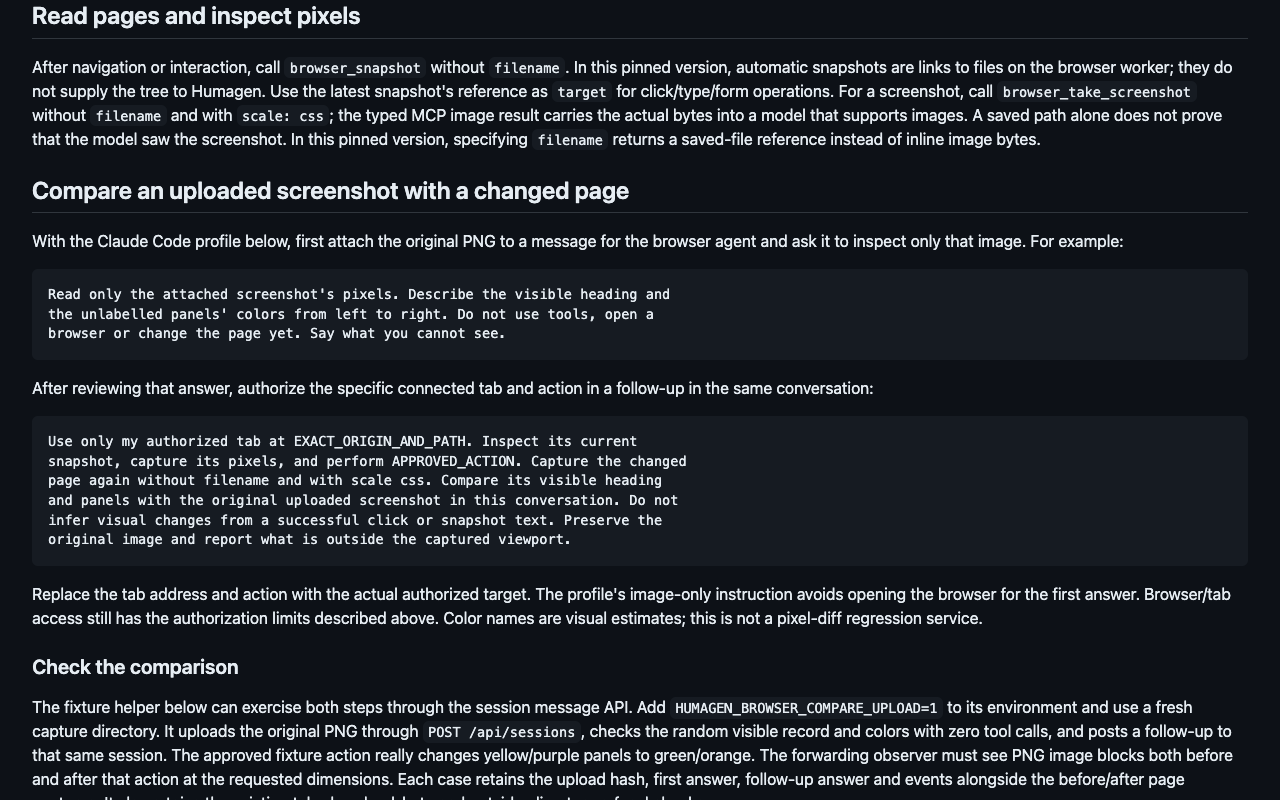 Read pages and inspect pixels
After navigation or interaction, call browser_snapshot without filename. In this pinned version, automatic snapshots are links to files on the browser worker; they do
not supply the tree to Humagen. Use the latest snapshot's reference as target for click/type/form operations. For a screenshot, call browser_take_screenshot
without filename and with scale: css; the typed MCP image result carries the actual bytes into a model that supports images. A saved path alone does not prove
that the model saw the screenshot. In this pinned version, specifying filename returns a saved-file reference instead of inline image bytes.
Compare an uploaded screenshot with a changed page
With the Claude Code profile below, first attach the original PNG to a message for the browser agent and ask it to inspect only that image. For example:
Read only the attached screenshot's pixels. Describe the visible heading and
the unlabelled panels' colors from left to right. Do not use tools, open a
browser or change the page yet. Say what you cannot see.
After reviewing that answer, authorize the specific connected tab and action in a follow-up in the same conversation:
Use only my authorized tab at EXACT_ORIGIN_AND_PATH. Inspect its current
snapshot, capture its pixels, and perform APPROVED_ACTION. Capture the changed
page again without filename and with scale css. Compare its visible heading
and panels with the original uploaded screenshot in this conversation. Do not
infer visual changes from a successful click or snapshot text. Preserve the
original image and report what is outside the captured viewport.
Replace the tab address and action with the actual authorized target. The profile's image-only instruction avoids opening the browser for the first answer. Browser/tab
access still has the authorization limits described above. Color names are visual estimates; this is not a pixel-diff regression service.
Check the comparison
The fixture helper below can exercise both steps through the session message API. Add HUMAGEN_BROWSER_COMPARE_UPLOAD=1 to its environment and use a fresh
capture directory. It uploads the original PNG through POST /api/sessions, checks the random visible record and colors with zero tool calls, and posts a follow-up to
that same session. The approved fixture action really changes yellow/purple panels to green/orange. The forwarding observer must see PNG image blocks both before
and after that action at the requested dimensions. Each case retains the upload hash, first answer, follow-up answer and events alongside the before/after page